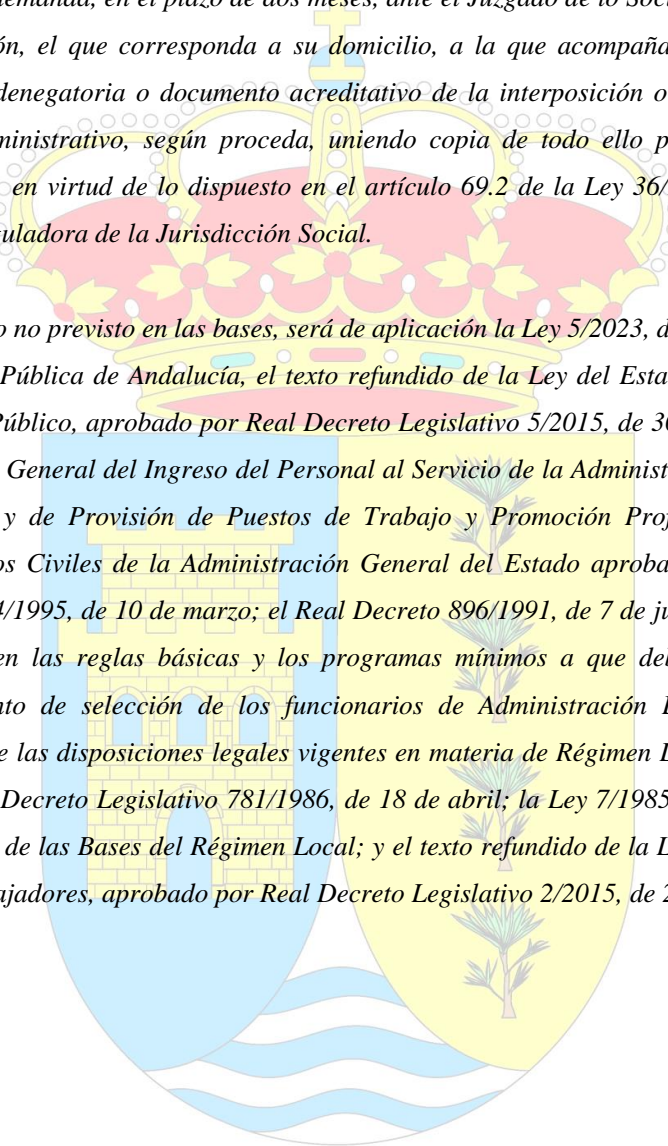 demanda, en el plazo de dos meses, ante el Juzgado de lo Soci
ón, el que corresponda a su domicilio, a la que acompaña
denegatoria o documento acreditativo de la interposición o
ministrativo, según proceda, uniendo copia de todo ello p
en virtud de lo dispuesto en el artículo 69.2 de la Ley 36/
guladora de la Jurisdicción Social.
o no previsto en las bases, será de aplicación la Ley 5/2023, d
Pública de Andalucía, el texto refundido de la Ley del Esta
Público, aprobado por Real Decreto Legislativo 5/2015, de 30
General del Ingreso del Personal al Servicio de la Administ
y de Provisión de Puestos de Trabajo y Promoción Prof
os Civiles de la Administración General del Estado aproba
4/1995, de 10 de marzo; el Real Decreto 896/1991, de 7 de ju
en las reglas básicas y los programas mínimos a que del
nto de selección de los funcionarios de Administración L
e las disposiciones legales vigentes en materia de Régimen L
Decreto Legislativo 781/1986, de 18 de abril; la Ley 7/1985
de las Bases del Régimen Local; y el texto refundido de la L
ajadores, aprobado por Real Decreto Legislativo 2/2015, de 2